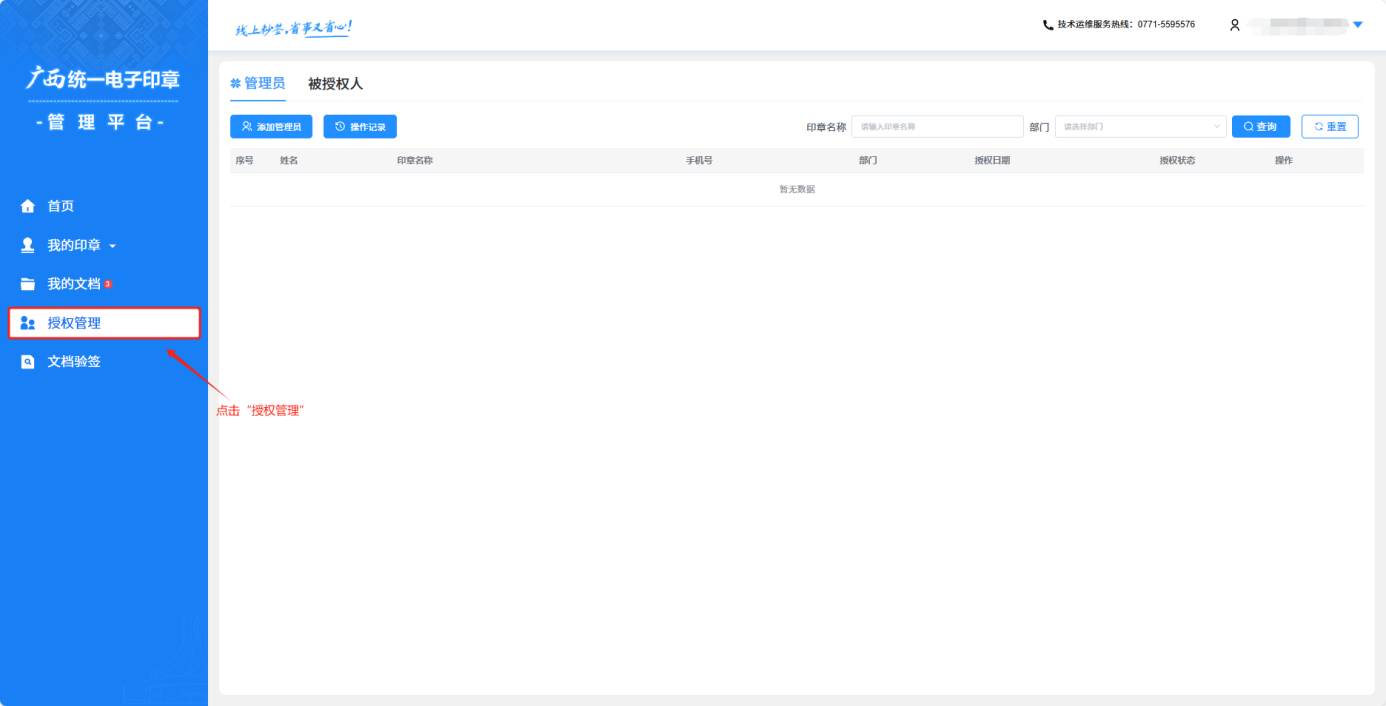 广西统一电子印章
-管理平台-
首页
我的印章
我的文档 3
授权管理
文档验签
线上秒签,省事又省心!
技术运维服务热线：0771-5595576
管理员 被授权人
添加管理员 操作记录 印章名称 请输入印章名称 部门 请选择部门 查询 重置
序号 姓名 印章名称 手机号 部门 授权日期 授权状态 操作
暂无数据
点击“授权管理”